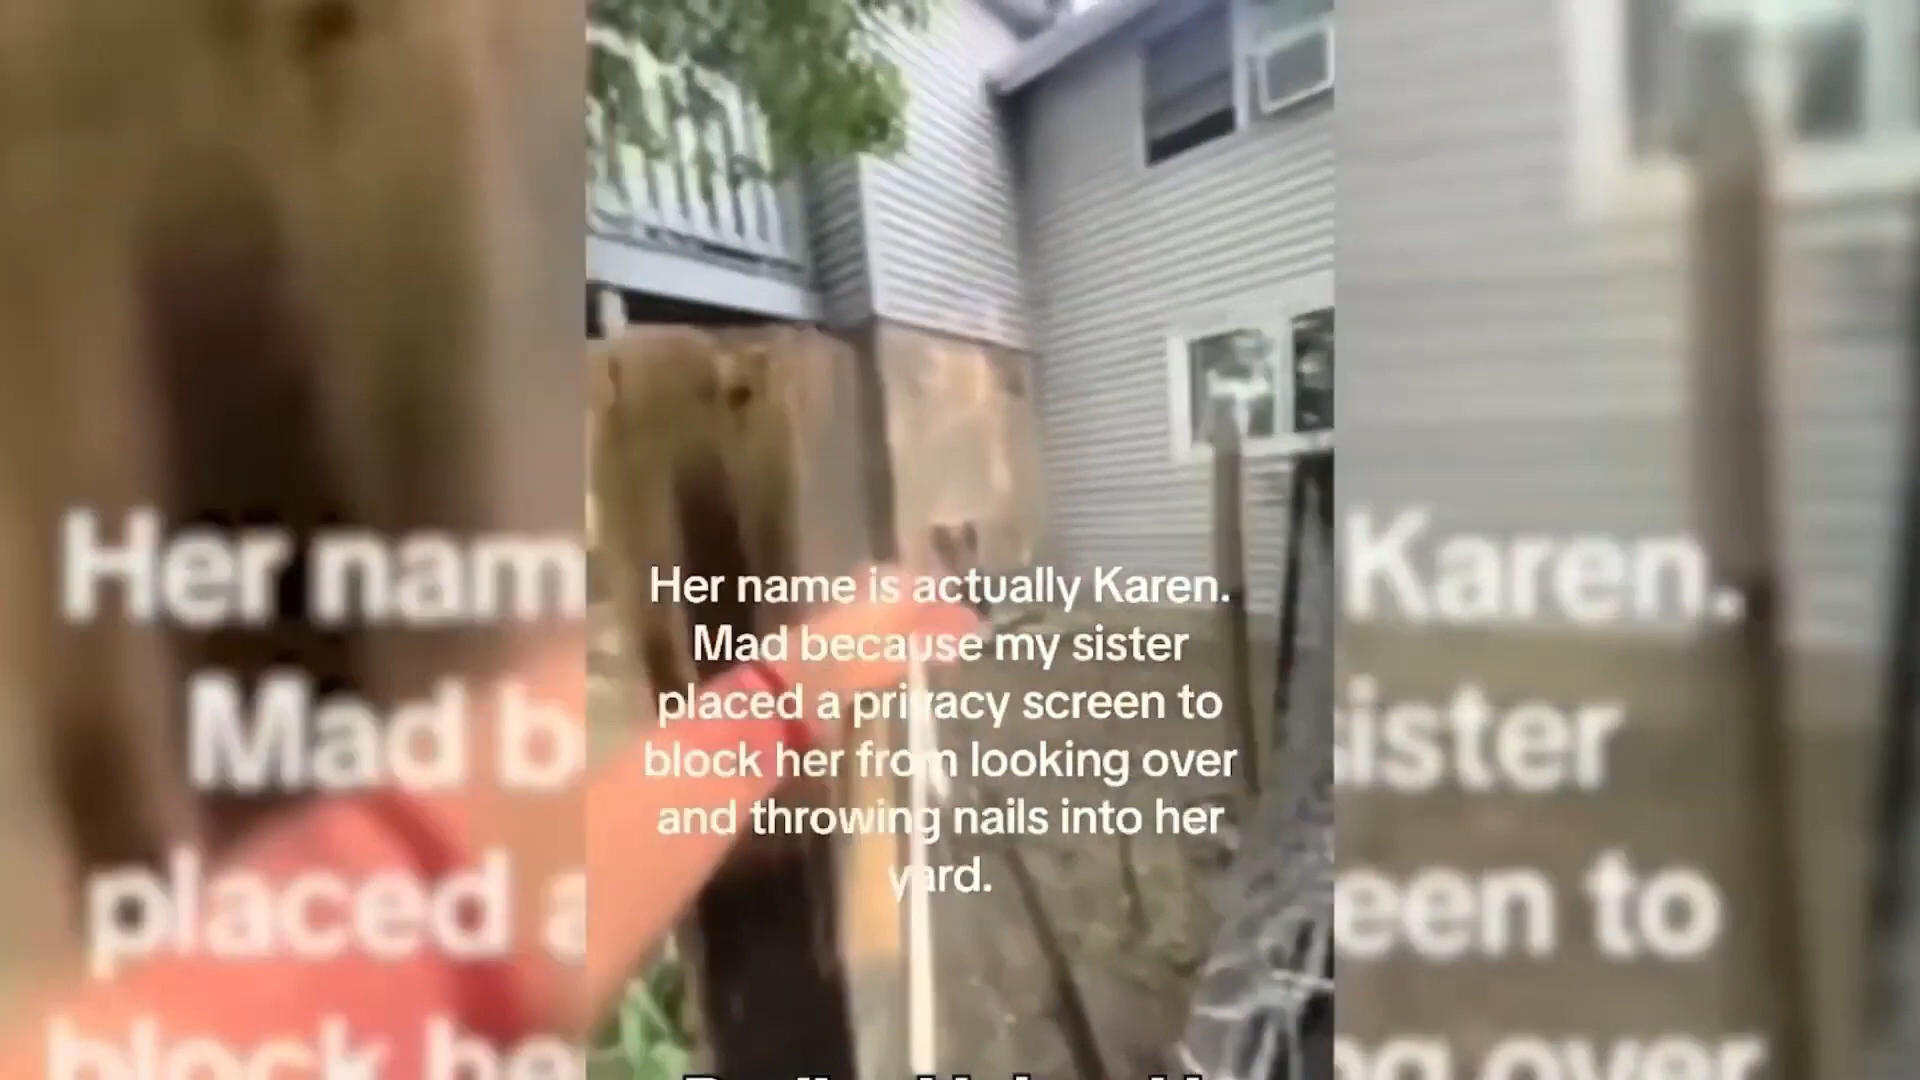 Her name is actually Karen.
Mad because my sister
placed a privacy screen to
block her from looking over
and throwing nails into her
yard.